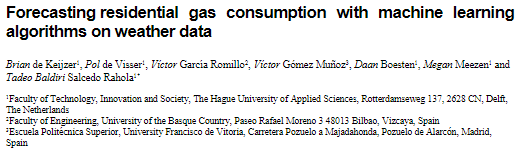 Forecasting residential gas consumption with machine learning
algorithms on weather data
Brian de Keijzer¹, Pol de Visser¹, Víctor García Romillo², Víctor Gómez Muñoz³, Daan Boesten¹, Megan Meezen¹ and
Tadeo Baldiri Salcedo Rahola¹*
¹Faculty of Technology, Innovation and Society, The Hague University of Applied Sciences, Rotterdamseweg 137, 2628 CN, Delft,
The Netherlands
²Faculty of Engineering, University of the Basque Country, Paseo Rafael Moreno 3 48013 Bilbao, Vizcaya, Spain
³Escuela Politécnica Superior, University Francisco de Vitoria, Carretera Pozuelo a Majadahonda, Pozuelo de Alarcón, Madrid,
Spain